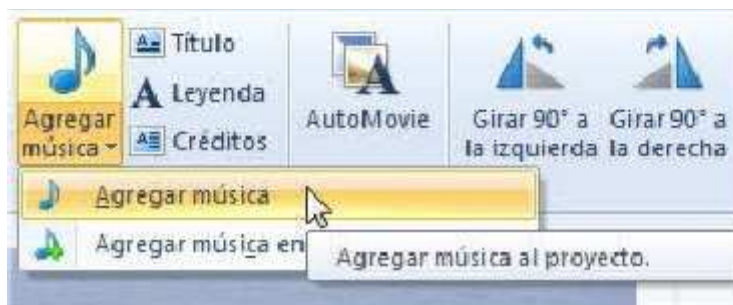 Título
Leyenda
Créditos
Agregar
música
AutoMovie
Girar 90° a
la izquierda
Girar 90° a
la derecha
Agregar música
Agregar música en
Agregar música al proyecto.